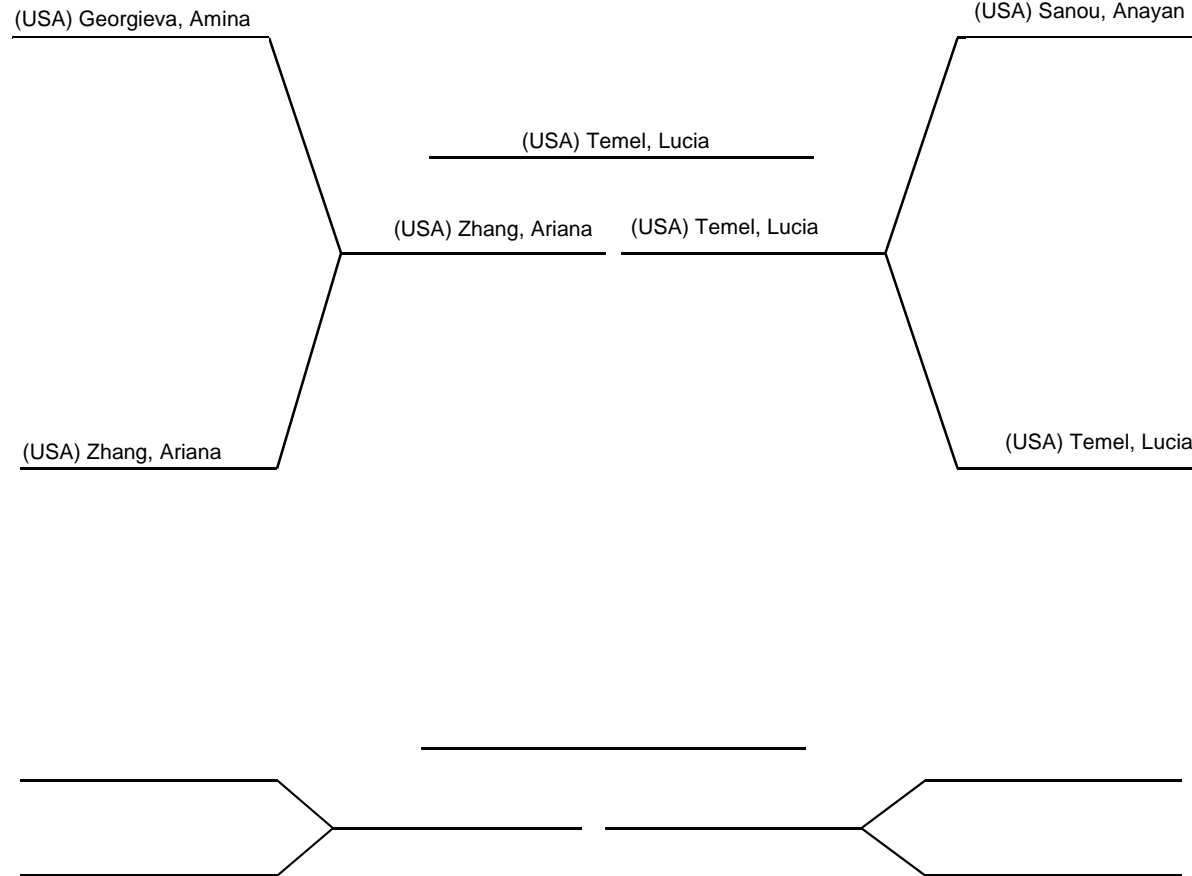 (USA) Georgieva, Amina
(USA) Sanou, Anayan
(USA) Temel, Lucia
(USA) Zhang, Ariana
(USA) Temel, Lucia
(USA) Zhang, Ariana
(USA) Temel, Lucia